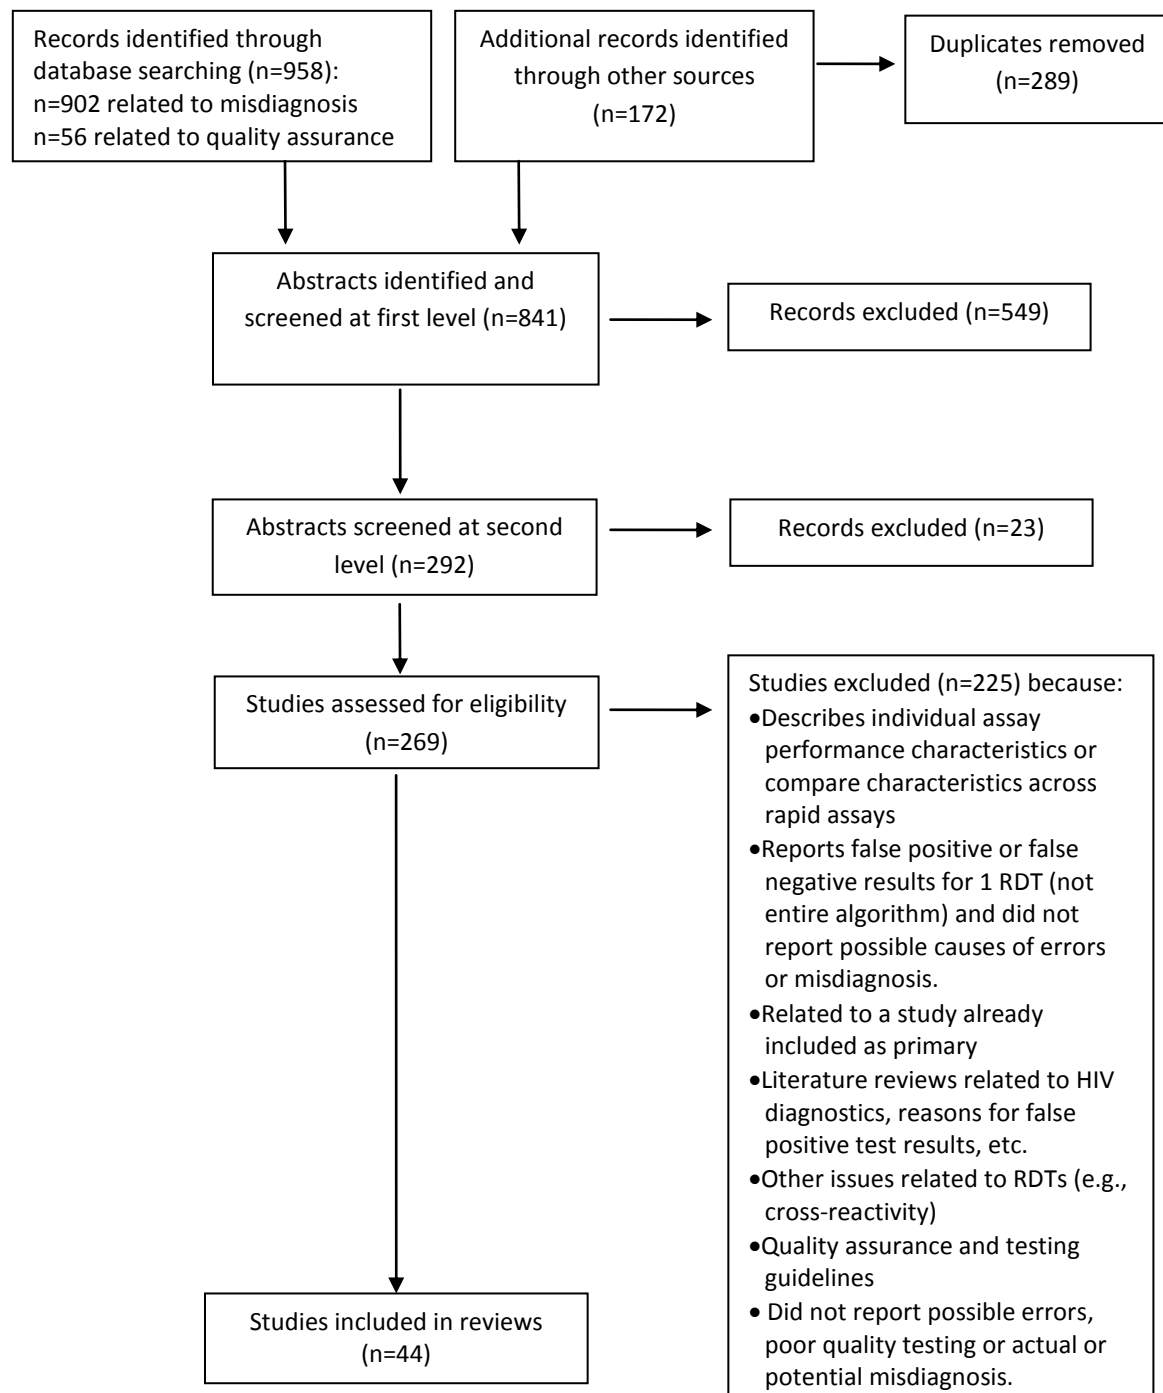 Records identified through
database searching (n=958):
n=902 related to misdiagnosis
n=56 related to quality assurance
Additional records identified
through other sources
(n=172)
Duplicates removed
(n=289)
Abstracts identified and
screened at first level (n=841)
Records excluded (n=549)
Abstracts screened at second
level (n=292)
Records excluded (n=23)
Studies assessed for eligibility
(n=269)
Studies excluded (n=225) because:
•Describes individual assay
performance characteristics or
compare characteristics across
rapid assays
•Reports false positive or false
negative results for 1 RDT (not
entire algorithm) and did not
report possible causes of errors
or misdiagnosis.
•Related to a study already
included as primary
•Literature reviews related to HIV
diagnostics, reasons for false
positive test results, etc.
•Other issues related to RDTs (e.g.,
cross-reactivity)
•Quality assurance and testing
guidelines
• Did not report possible errors,
poor quality testing or actual or
potential misdiagnosis.
Studies included in reviews
(n=44)